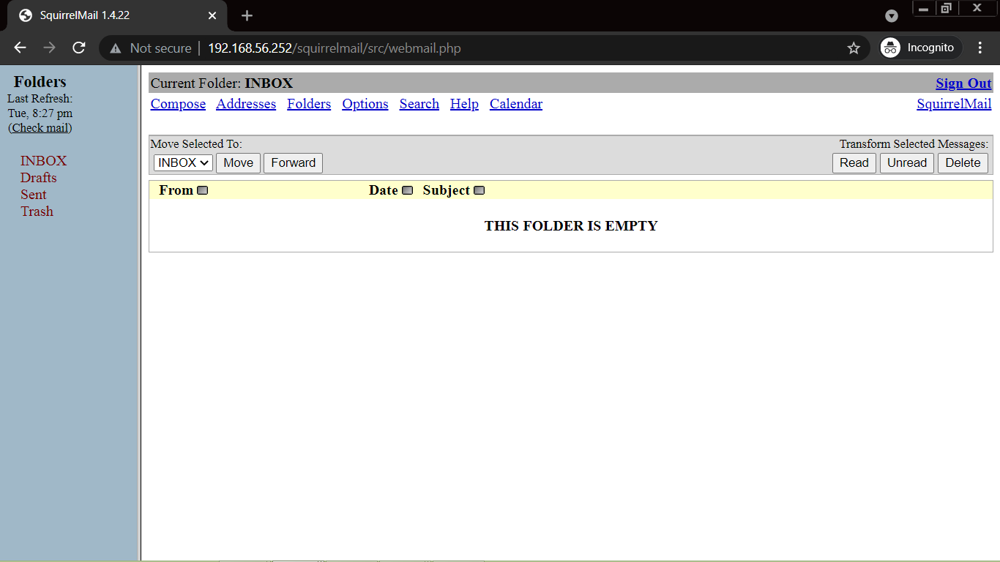 SquirrelMail 1.4.22
Not secure 192.168.56.252/squirrelmail/src/webmail.php Incognito
Folders
Last Refresh:
Tue, 8:27 pm
(Check mail)
INBOX
Drafts
Sent
Trash
Current Folder: INBOX Sign Out
Compose Addresses Folders Options Search Help Calendar SquirrelMail
Move Selected To: Transform Selected Messages:
INBOX Move Forward Read Unread Delete
From Date Subject
THIS FOLDER IS EMPTY